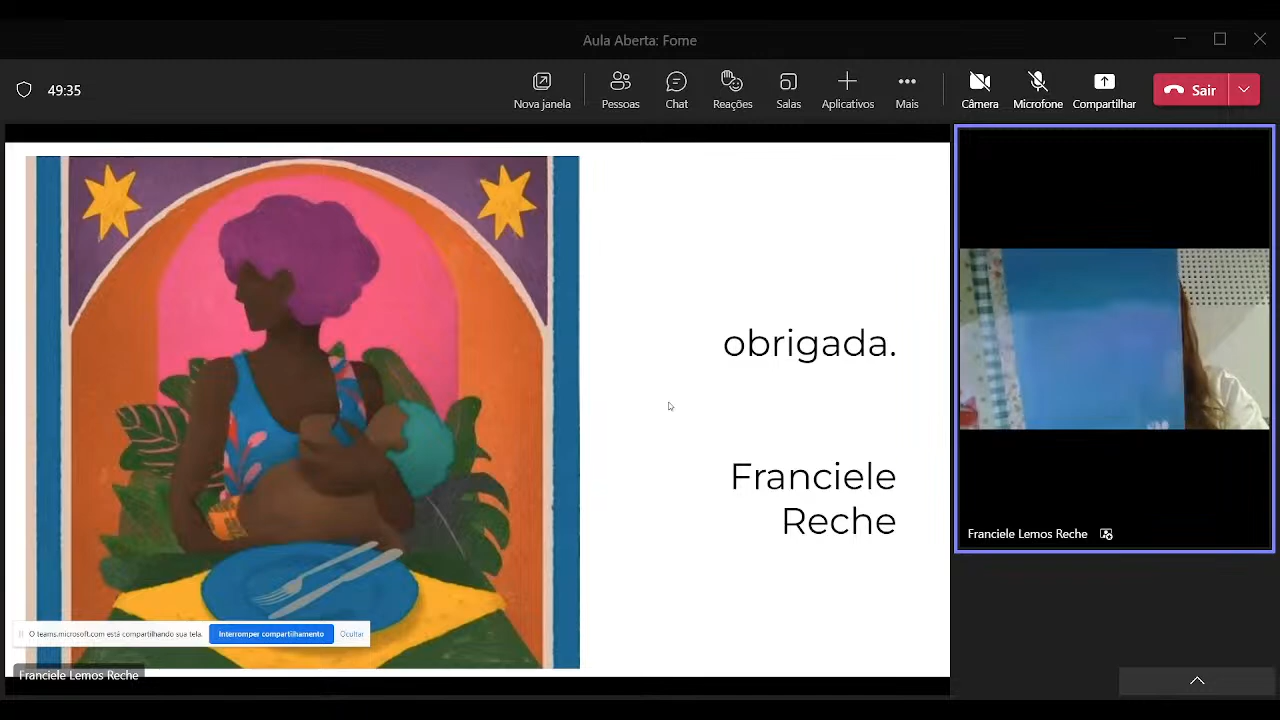 Aula Aberta: Fome
49:35
Nova janela
Pessoas
Chat
Reações
Salas
Aplicativos
Mais
Câmera
Microfone
Compartilhar
Sair
obrigada.
Franciele
Reche
Franciele Lemos Reche
O teams.microsoft.com está compartilhando sua tela.
Interromper compartilhamento
Ocultar
Franciele Lemos Reche